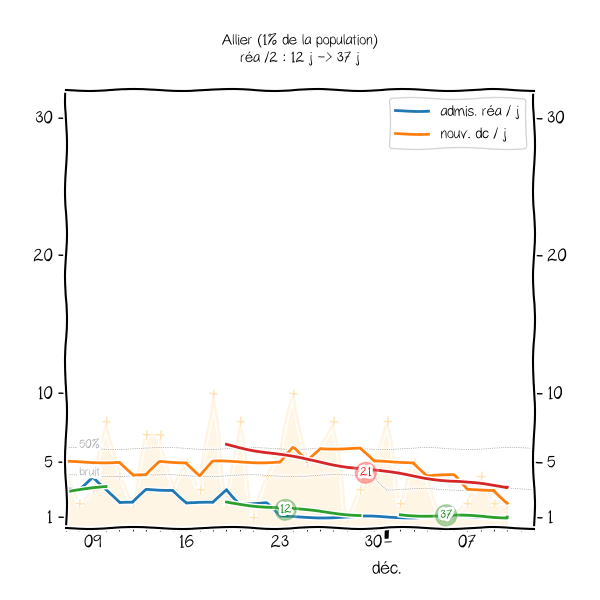 Allier (1% de la population)
réa /2 : 12 j -> 37 j
admis. réa / j
nouv. dc / j
30 30
20 20
10 10
50%
5 5
bruit
21
12
37
1 1
09 16 23 30 07
déc.